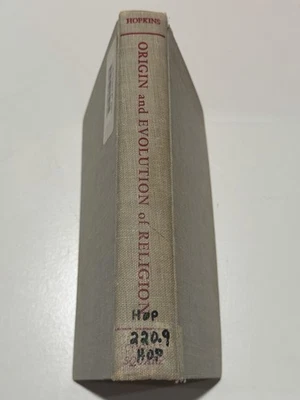 HOPKINS
ORIGIN and EVOLUTION of RELIGION
HOP
220.9
HOP